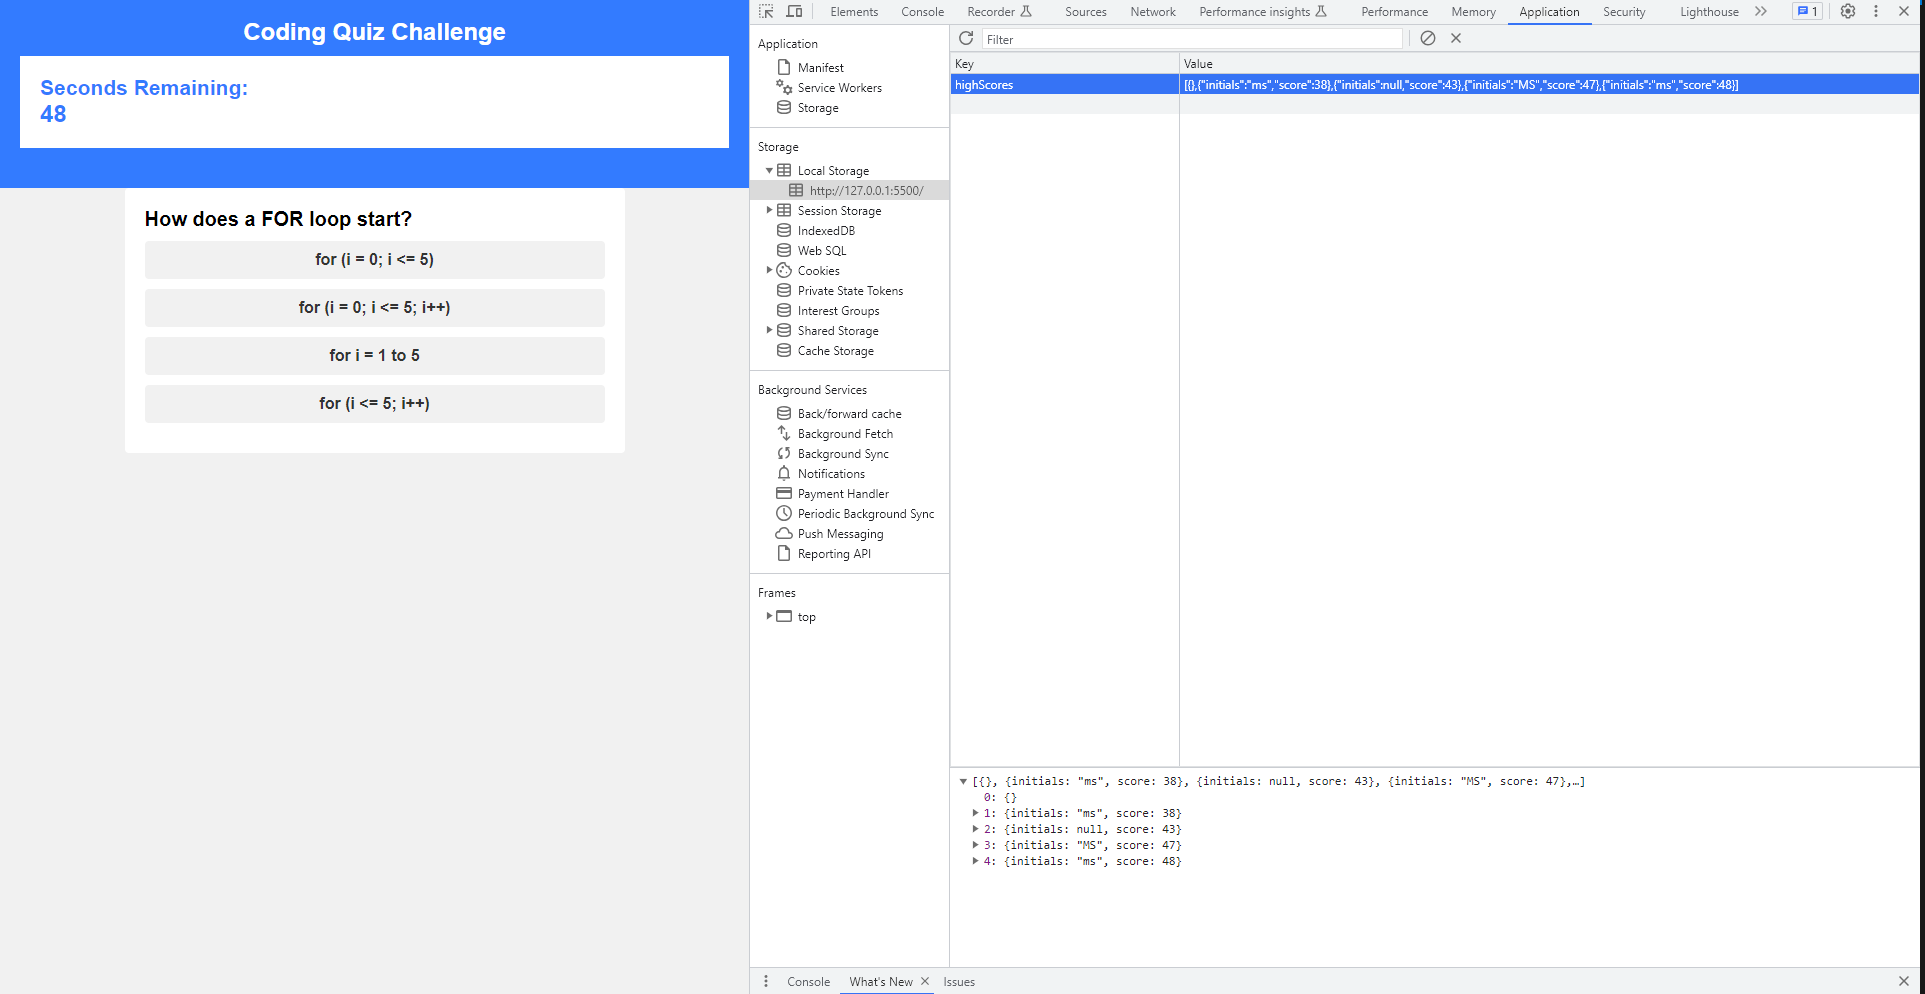 Coding Quiz Challenge
Seconds Remaining:
48
How does a FOR loop start?
for (i = 0; i <= 5)
for (i = 0; i <= 5; i++)
for i = 1 to 5
for (i <= 5; i++)
Elements Console Recorder Sources Network Performance insights Performance Memory Application Security Lighthouse 1
Application
Manifest
Service Workers
Storage
Storage
Local Storage
http://127.0.0.1:5500/
Session Storage
IndexedDB
Web SQL
Cookies
Private State Tokens
Interest Groups
Shared Storage
Cache Storage
Background Services
Back/forward cache
Background Fetch
Background Sync
Notifications
Payment Handler
Periodic Background Sync
Push Messaging
Reporting API
Frames
top
Filter
Key Value
highScores [{},{"initials":"ms","score":38},{"initials":null,"score":43},{"initials":"MS","score":47},{"initials":"ms","score":48}]
[{}, {initials: "ms", score: 38}, {initials: null, score: 43}, {initials: "MS", score: 47},…]
0: {}
1: {initials: "ms", score: 38}
2: {initials: null, score: 43}
3: {initials: "MS", score: 47}
4: {initials: "ms", score: 48}
Console What's New Issues